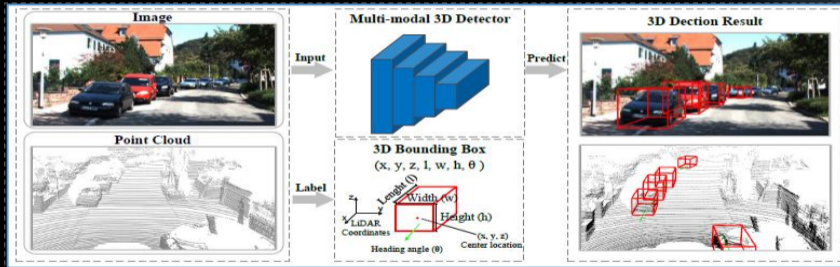 Image
Point Cloud
Input
Label
Multi-modal 3D Detector
3D Bounding Box
(x, y, z, l, w, h, θ )
Lenght (l)
Width (w)
Height (h)
z
y
x
LiDAR
Coordinates
(x, y, z)
Center location
Heading angle (θ)
Predict
3D Dection Result